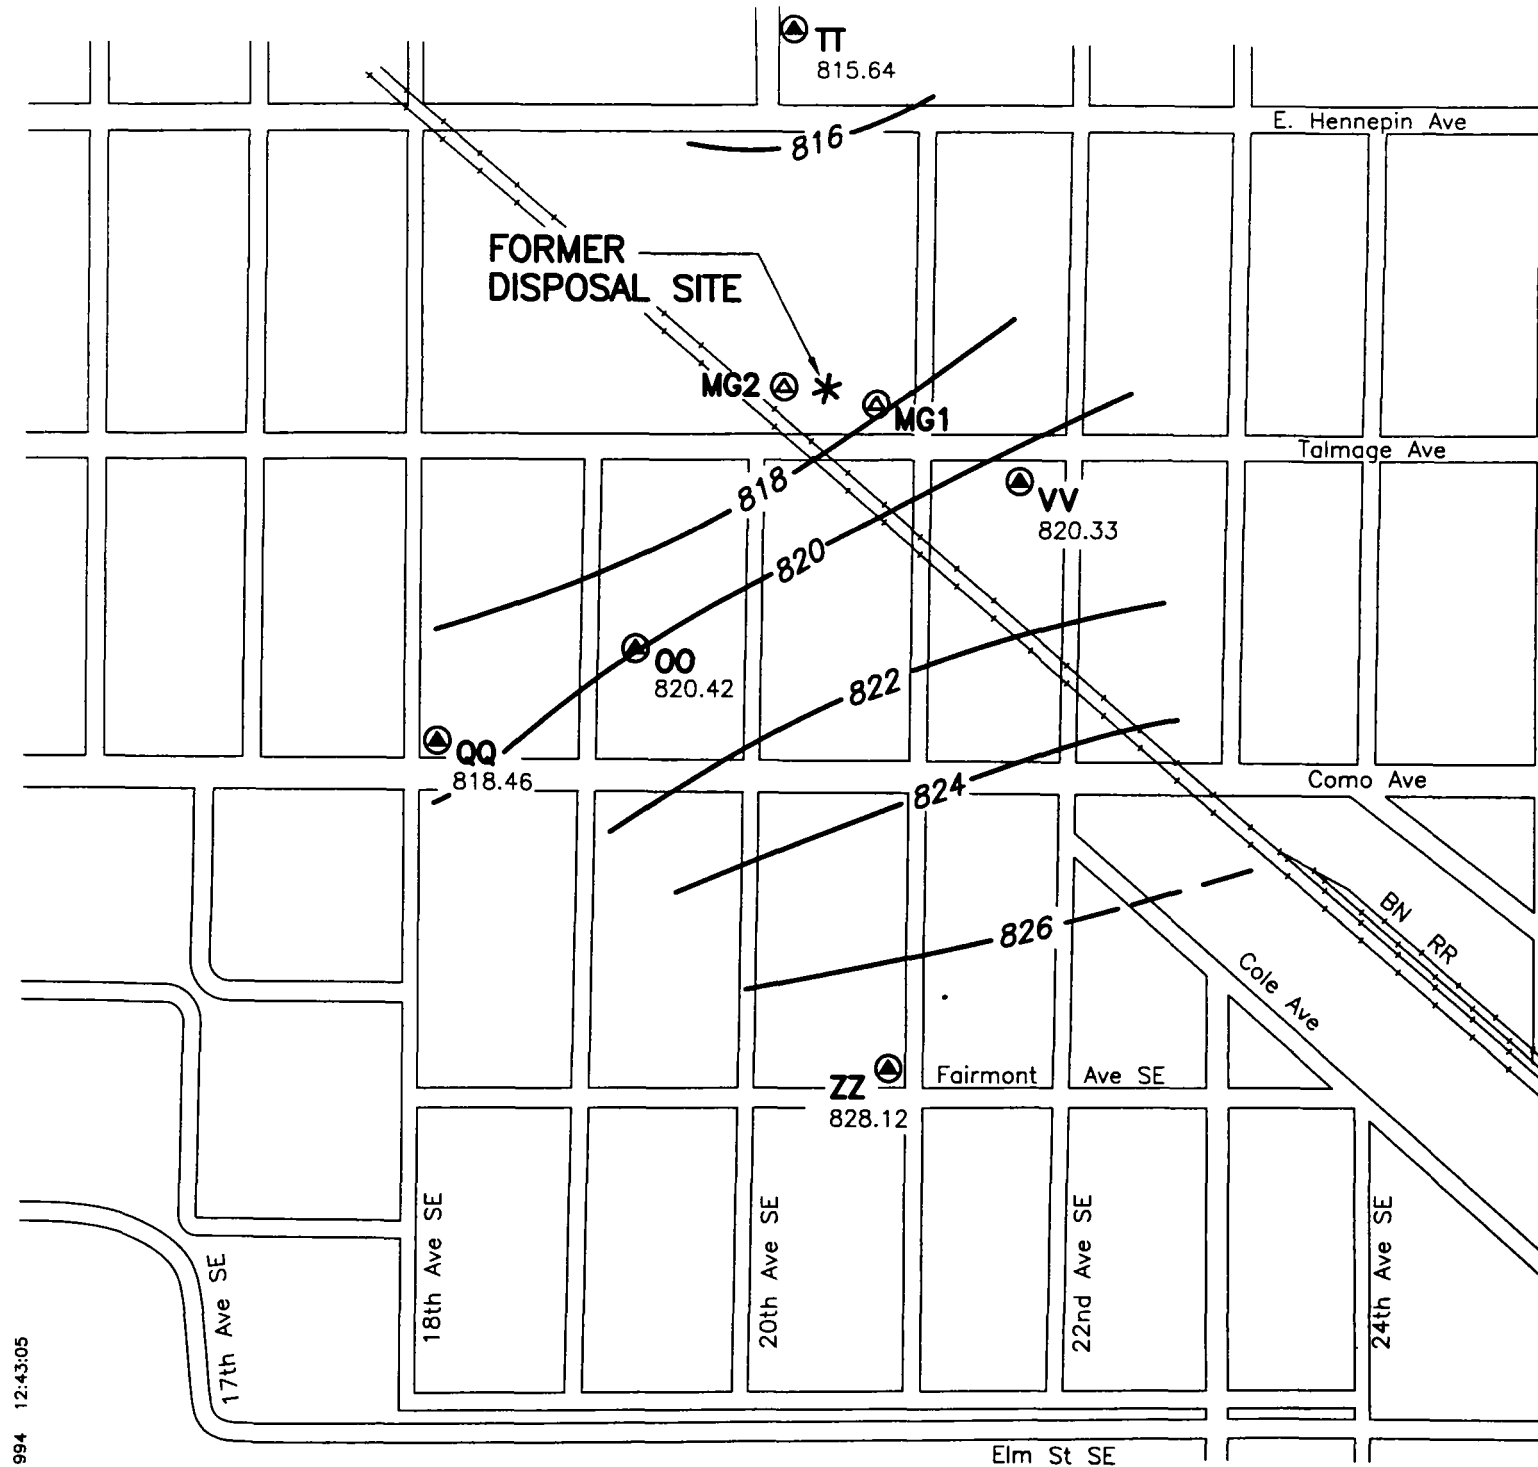 TT
815.64
E. Hennepin Ave
816
FORMER
DISPOSAL SITE
MG2
MG1
Talmage Ave
818
VV
820.33
820
OO
820.42
822
QQ
818.46
824
Como Ave
BN RR
826
Cole Ave
ZZ
828.12
Fairmont Ave SE
17th Ave SE
18th Ave SE
20th Ave SE
22nd Ave SE
24th Ave SE
994 12:43:05
Elm St SE